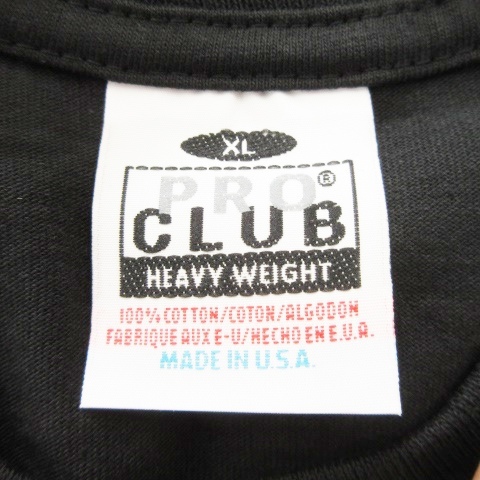 XL
PRO®
CLUB
HEAVY WEIGHT
100% COTTON/COTON/ALGODON
FABRIQUE AUX E-U/HECHO EN E.U.A.
MADE IN U.S.A.